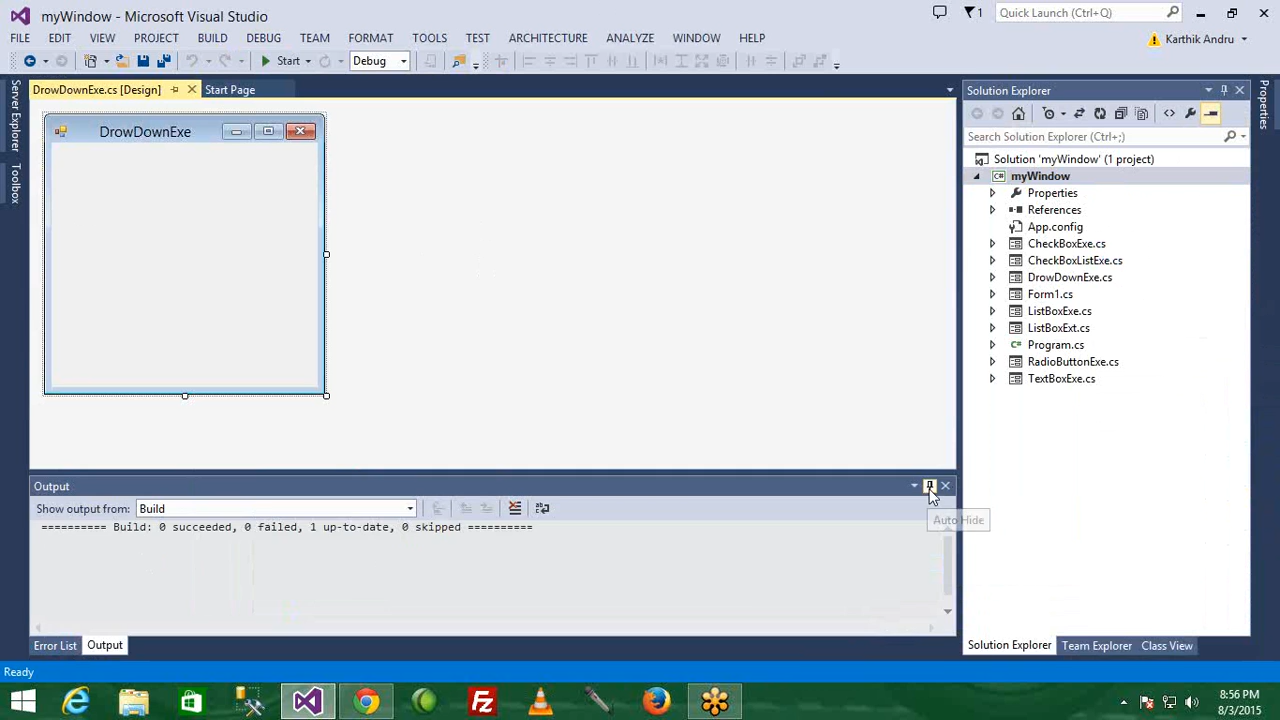 myWindow - Microsoft Visual Studio
1
Quick Launch (Ctrl+Q)
FILE EDIT VIEW PROJECT BUILD DEBUG TEAM FORMAT TOOLS TEST ARCHITECTURE ANALYZE WINDOW HELP
Karthik Andru
Start
Debug
Server Explorer
Toolbox
DrowDownExe.cs [Design]
Start Page
DrowDownExe
Solution Explorer
Search Solution Explorer (Ctrl+;)
Solution 'myWindow' (1 project)
C# myWindow
Properties
References
App.config
CheckBoxExe.cs
CheckBoxListExe.cs
DrowDownExe.cs
Form1.cs
ListBoxExe.cs
ListBoxExt.cs
C# Program.cs
RadioButtonExe.cs
TextBoxExe.cs
Properties
Output
Show output from: Build
========== Build: 0 succeeded, 0 failed, 1 up-to-date, 0 skipped ==========
Auto Hide
Error List Output
Solution Explorer Team Explorer Class View
Ready
8:56 PM
8/3/2015